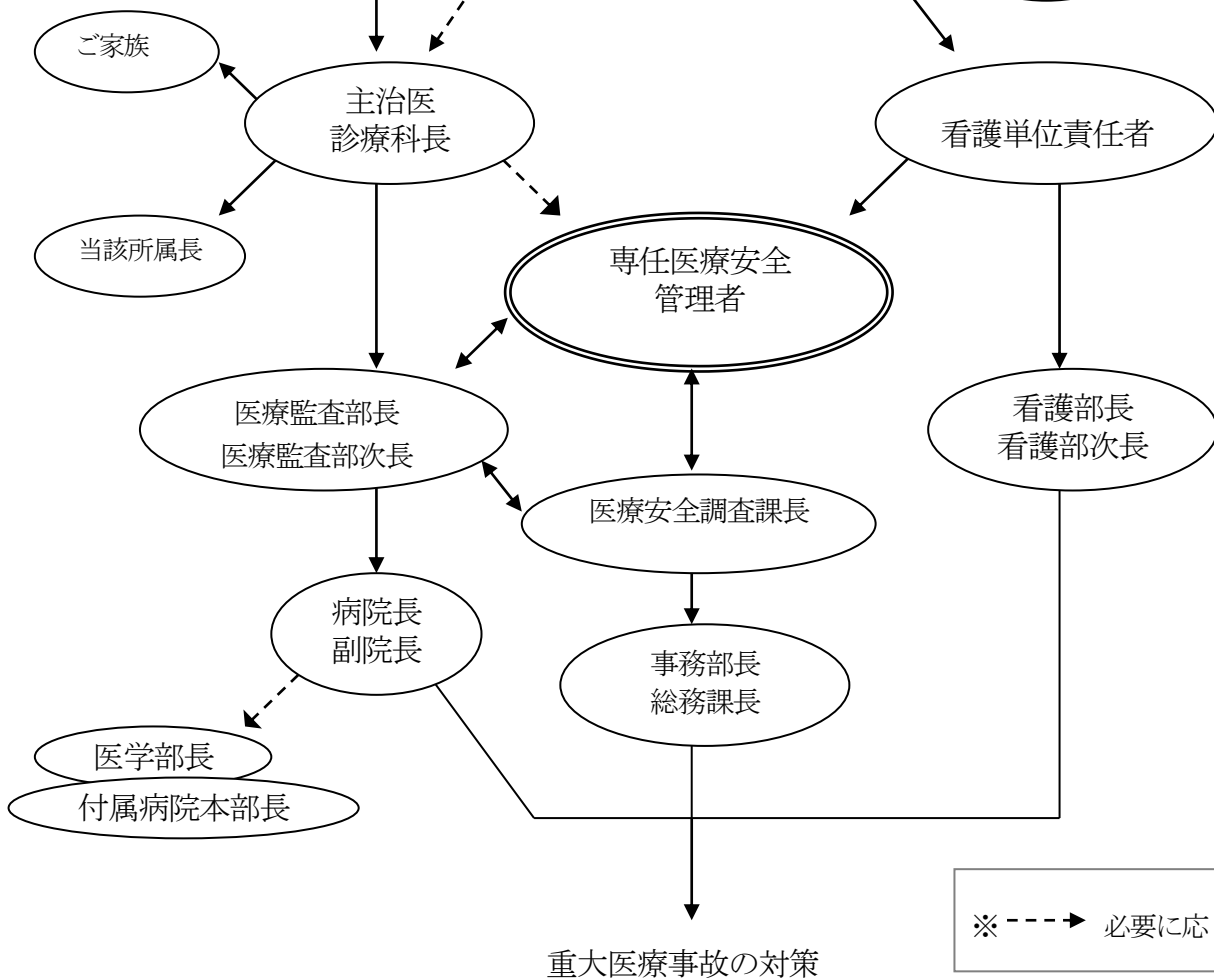 ご家族
主治医
診療科長
看護単位責任者
当該所属長
専任医療安全
管理者
医療監査部長
医療監査部次長
看護部長
看護部次長
医療安全調査課長
病院長
副院長
事務部長
総務課長
医学部長
付属病院本部長
※ 必要に応
重大医療事故の対策